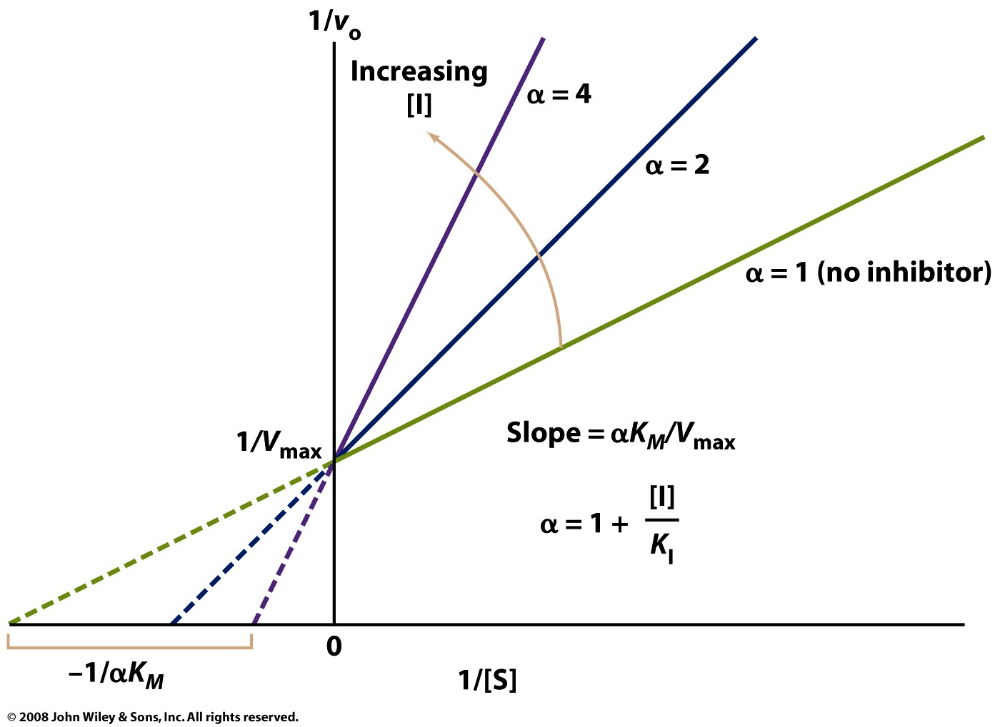 1/vo
Increasing
[I]
α = 4
α = 2
α = 1 (no inhibitor)
1/Vmax
Slope = αKM/Vmax
α = 1 + [I]
KI
0
–1/αKM
1/[S]
© 2008 John Wiley & Sons, Inc. All rights reserved.